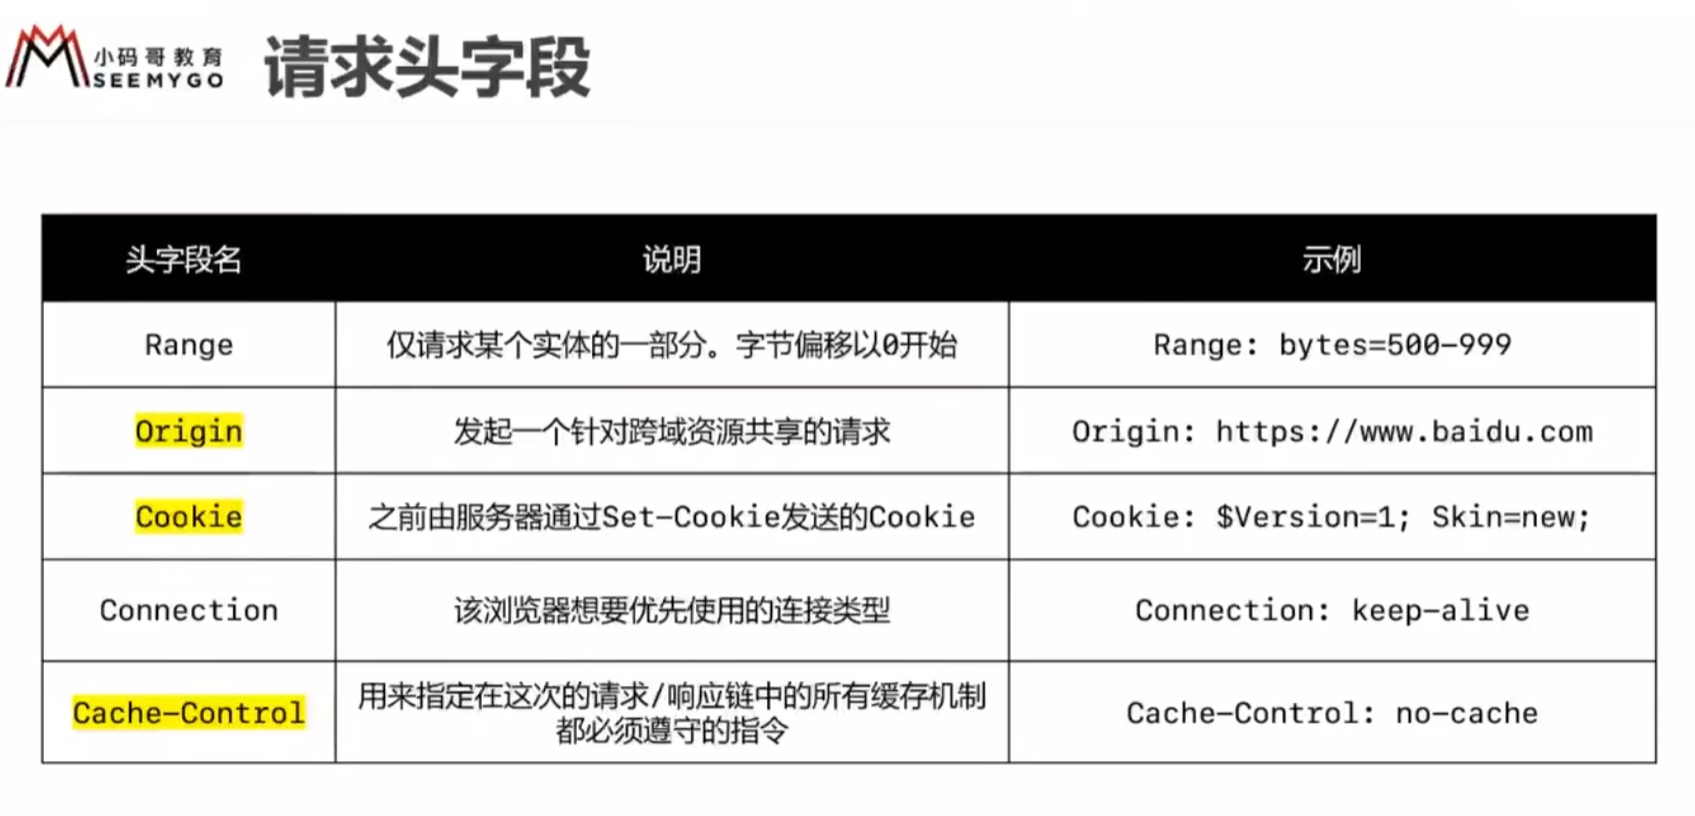 小码哥教育
SEEMYGO
请求头字段
头字段名 说明 示例
Range 仅请求某个实体的一部分。字节偏移以0开始 Range: bytes=500-999
Origin 发起一个针对跨域资源共享的请求 Origin: https://www.baidu.com
Cookie 之前由服务器通过Set-Cookie发送的Cookie Cookie: $Version=1; Skin=new;
Connection 该浏览器想要优先使用的连接类型 Connection: keep-alive
Cache-Control 用来指定在这次的请求/响应链中的所有缓存机制
都必须遵守的指令 Cache-Control: no-cache